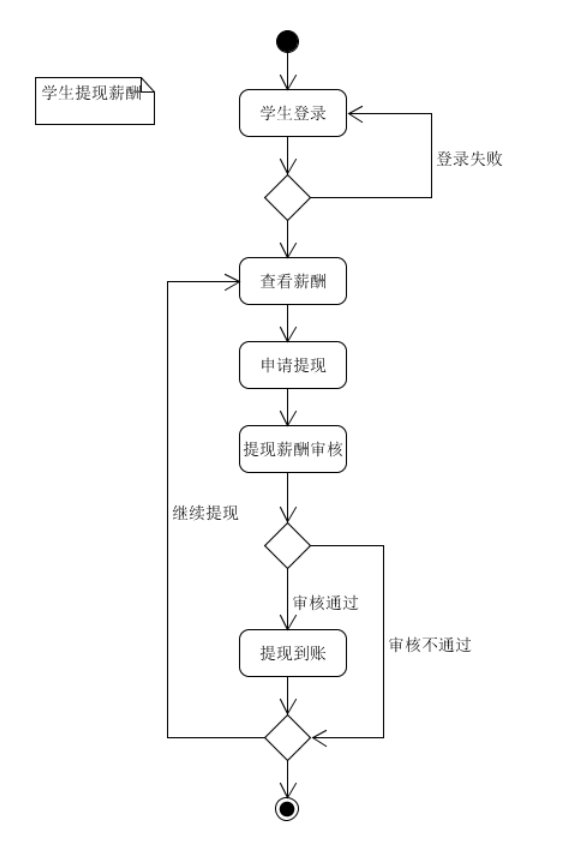 学生提现薪酬
学生登录
登录失败
查看薪酬
申请提现
提现薪酬审核
继续提现
审核通过
审核不通过
提现到账